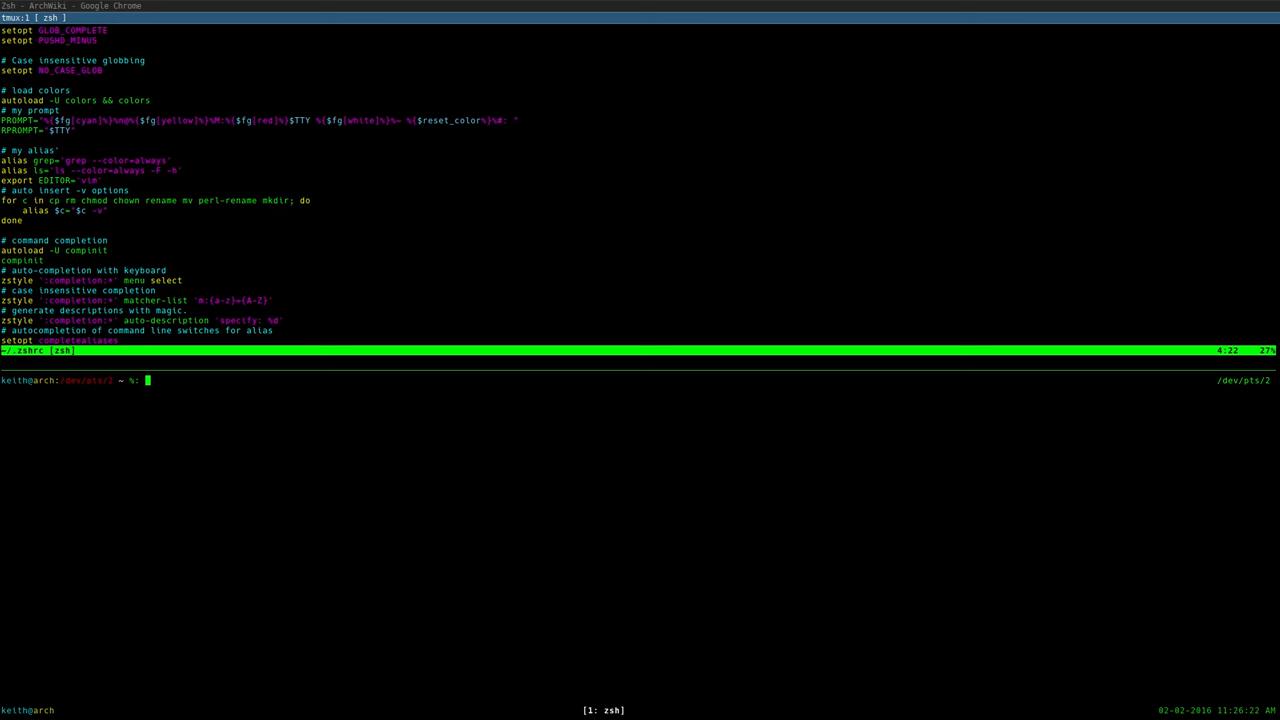 Zsh - ArchWiki - Google Chrome
tmux:1 [ zsh ]
setopt GLOB_COMPLETE
setopt PUSHD_MINUS
# Case insensitive globbing
setopt NO_CASE_GLOB
# load colors
autoload -U colors && colors
# my prompt
PROMPT="%{$fg[cyan]%}%n@%{$fg[yellow]%}%M:%{$fg[red]%}$TTY %{$fg[white]%}%~ %{$reset_color%}%#: "
RPROMPT="$TTY"
# my alias'
alias grep='grep --color=always'
alias ls='ls --color=always -F -h'
export EDITOR='vim'
# auto insert -v options
for c in cp rm chmod chown rename mv perl-rename mkdir; do
    alias $c="$c -v"
done
# command completion
autoload -U compinit
compinit
# auto-completion with keyboard
zstyle ':completion:*' menu select
# case insensitive completion
zstyle ':completion:*' matcher-list 'm:{a-z}={A-Z}'
# generate descriptions with magic.
zstyle ':completion:*' auto-description 'specify: %d'
# autocompletion of command line switches for alias
setopt completealiases
~/.zshrc [zsh] 4:22 27%
keith@arch:/dev/pts/2 ~ %: /dev/pts/2
keith@arch [1: zsh] 02-02-2016 11:26:22 AM